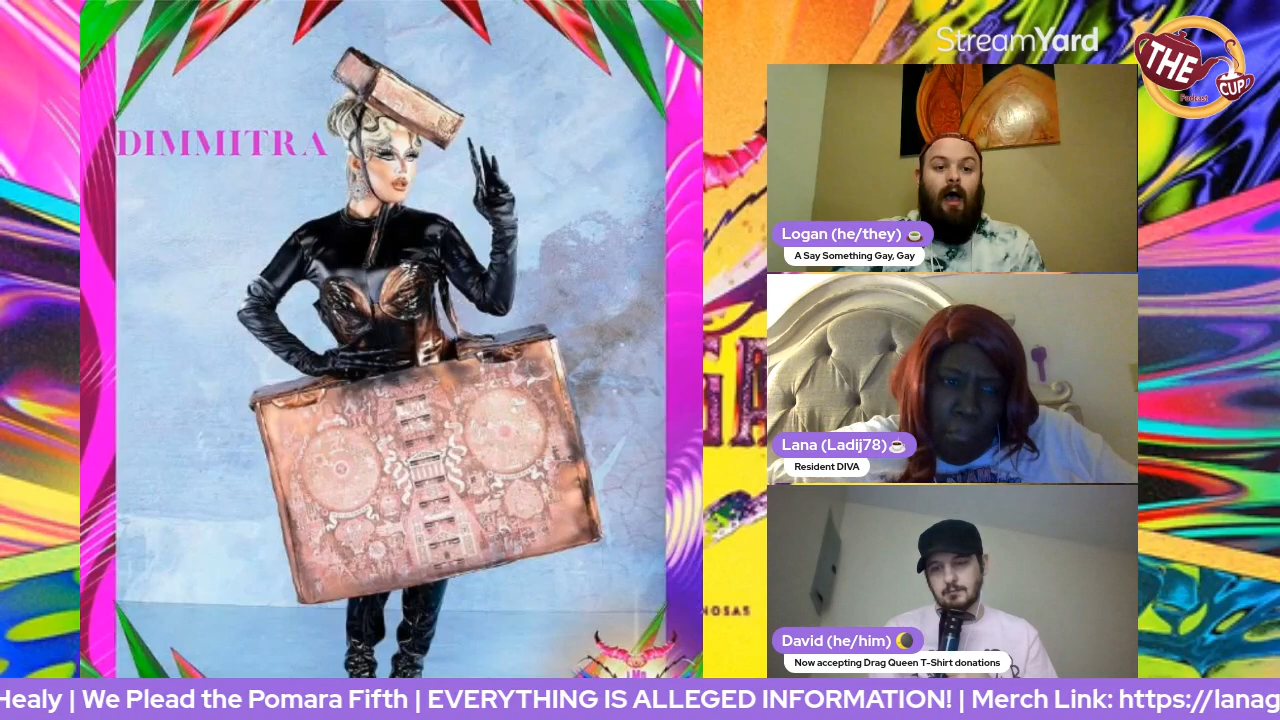 DIMMITRA
StreamYard
THE
CUP
Podcast
Logan (he/they)
A Say Something Gay, Gay
Lana (Ladij78)
Resident DIVA
David (he/him)
Now accepting Drag Queen T-Shirt donations
NOSAS
Healy | We Plead the Pomara Fifth | EVERYTHING IS ALLEGED INFORMATION! | Merch Link: https://lanag